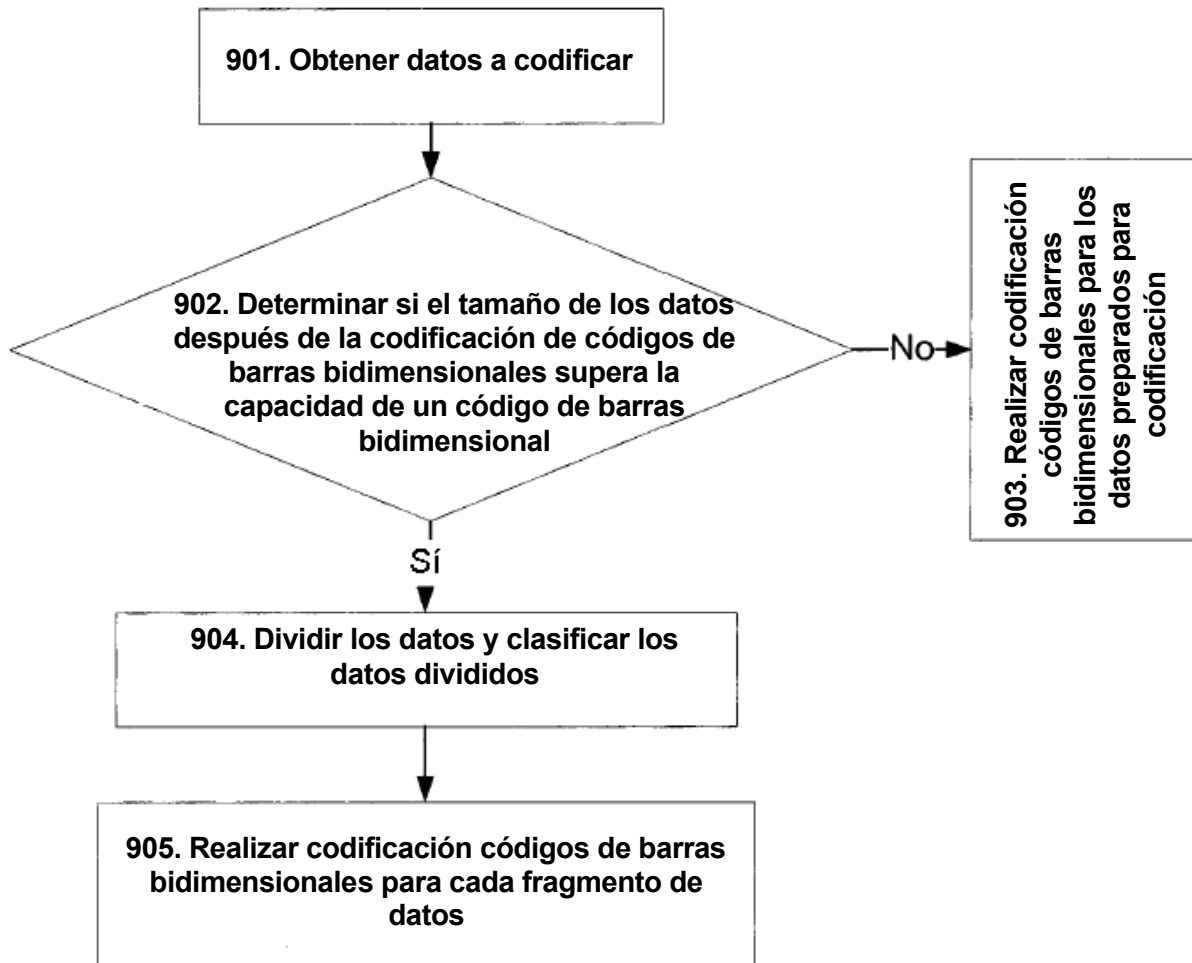 901. Obtener datos a codificar
902. Determinar si el tamaño de los datos
después de la codificación de códigos de
barras bidimensionales supera la
capacidad de un código de barras
bidimensional
No
903. Realizar codificación
códigos de barras
bidimensionales para los
datos preparados para
codificación
Sí
904. Dividir los datos y clasificar los
datos divididos
905. Realizar codificación códigos de barras
bidimensionales para cada fragmento de
datos